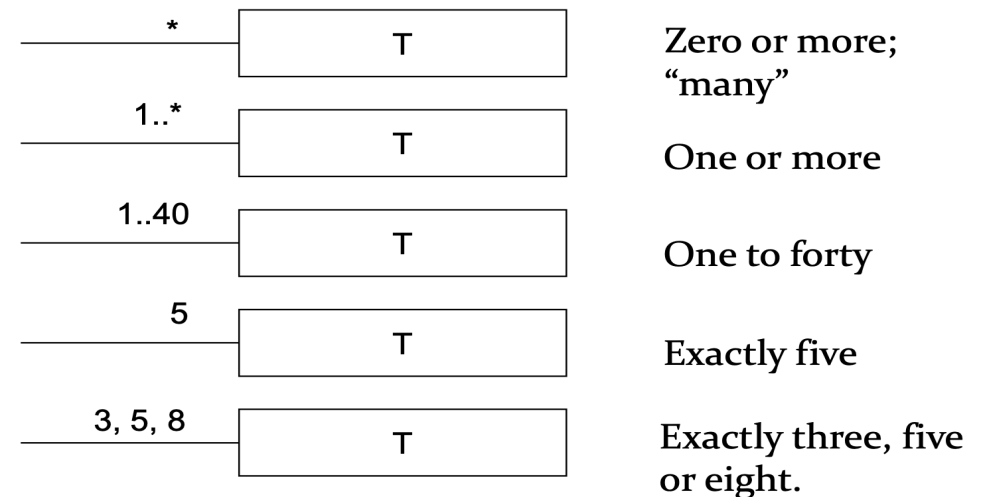 *
T
Zero or more;
“many”
1..*
T
One or more
1..40
T
One to forty
5
T
Exactly five
3, 5, 8
T
Exactly three, five
or eight.